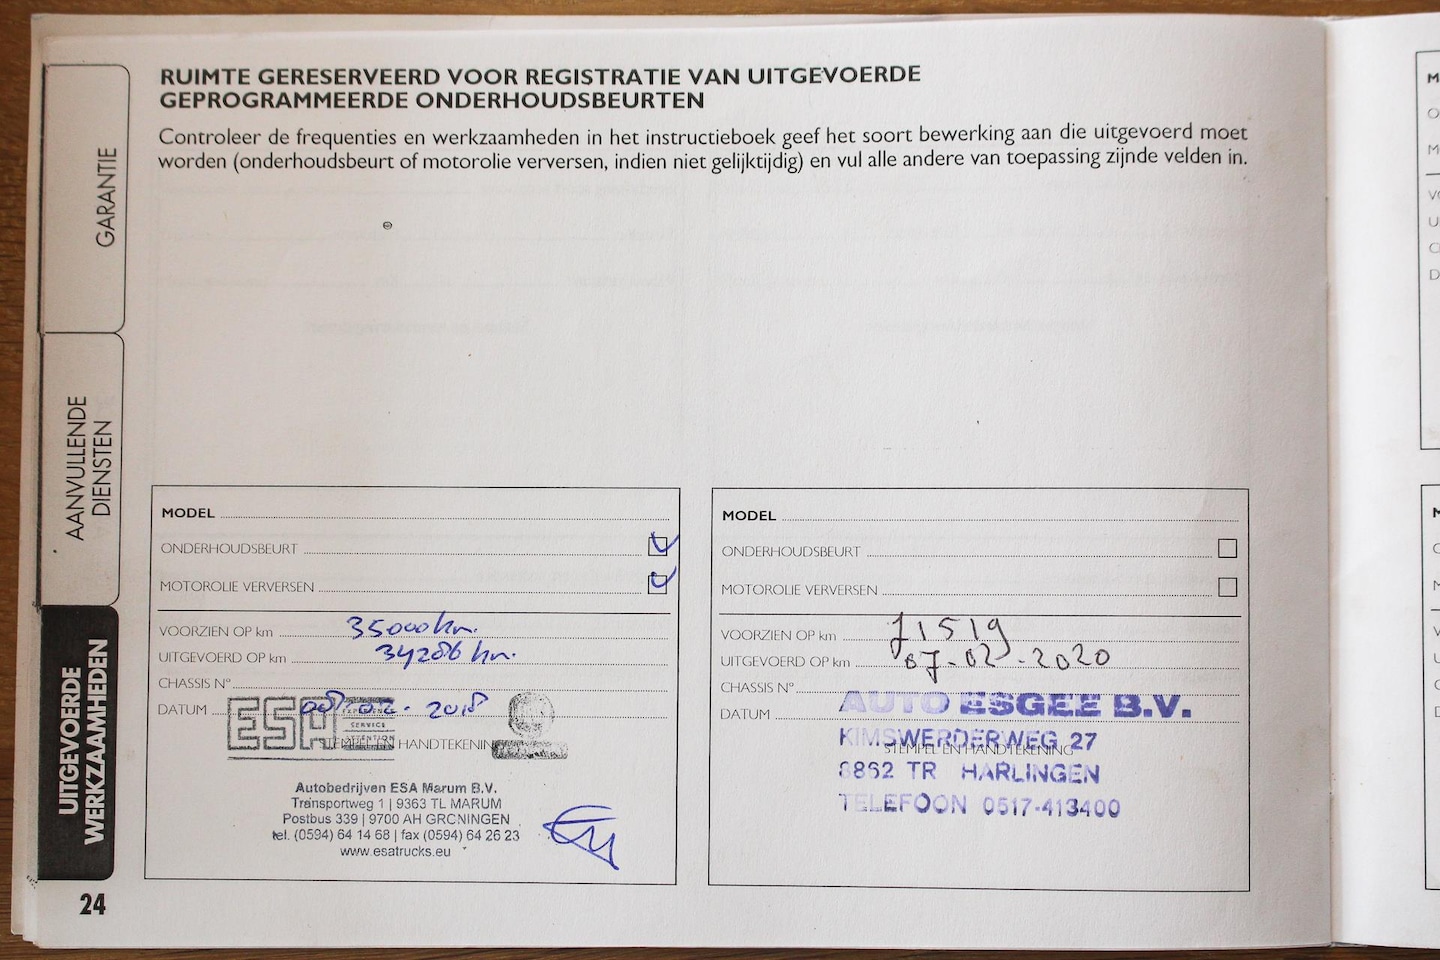 RUIMTE GERESERVEERD VOOR REGISTRATIE VAN UITGEVOERDE
GEPROGRAMMEERDE ONDERHOUDSBEURTEN
Controleer de frequenties en werkzaamheden in het instructieboek geef het soort bewerking aan die uitgevoerd moet
worden (onderhoudsbeurt of motorolie verversen, indien niet gelijktijdig) en vul alle andere van toepassing zijnde velden in.
GARANTIE
AANVULLENDE
DIENSTEN
UITGEVOERDE
WERKZAAMHEDEN
24
MODEL
ONDERHOUDSBEURT
MOTOROLIE VERVERSEN
VOORZIEN OP km 35000 km.
UITGEVOERD OP km 34286 km.
CHASSIS N°
DATUM 02. 2018
ESA
SERVICE
STEMPEL EN HANDTEKENING
Autobedrijven ESA Marum B.V.
Transportweg 1 | 9363 TL MARUM
Postbus 339 | 9700 AH GRONINGEN
tel. (0594) 64 14 68 | fax (0594) 64 26 23
www.esatrucks.eu
MODEL
ONDERHOUDSBEURT
MOTOROLIE VERVERSEN
VOORZIEN OP km 71519
UITGEVOERD OP km 07-02-2020
CHASSIS N°
DATUM
AUTO ESGEE B.V.
KIMSWERDERWEG 27
STEMPEL EN HANDTEKENING
8862 TR HARLINGEN
TELEFOON 0517-413400